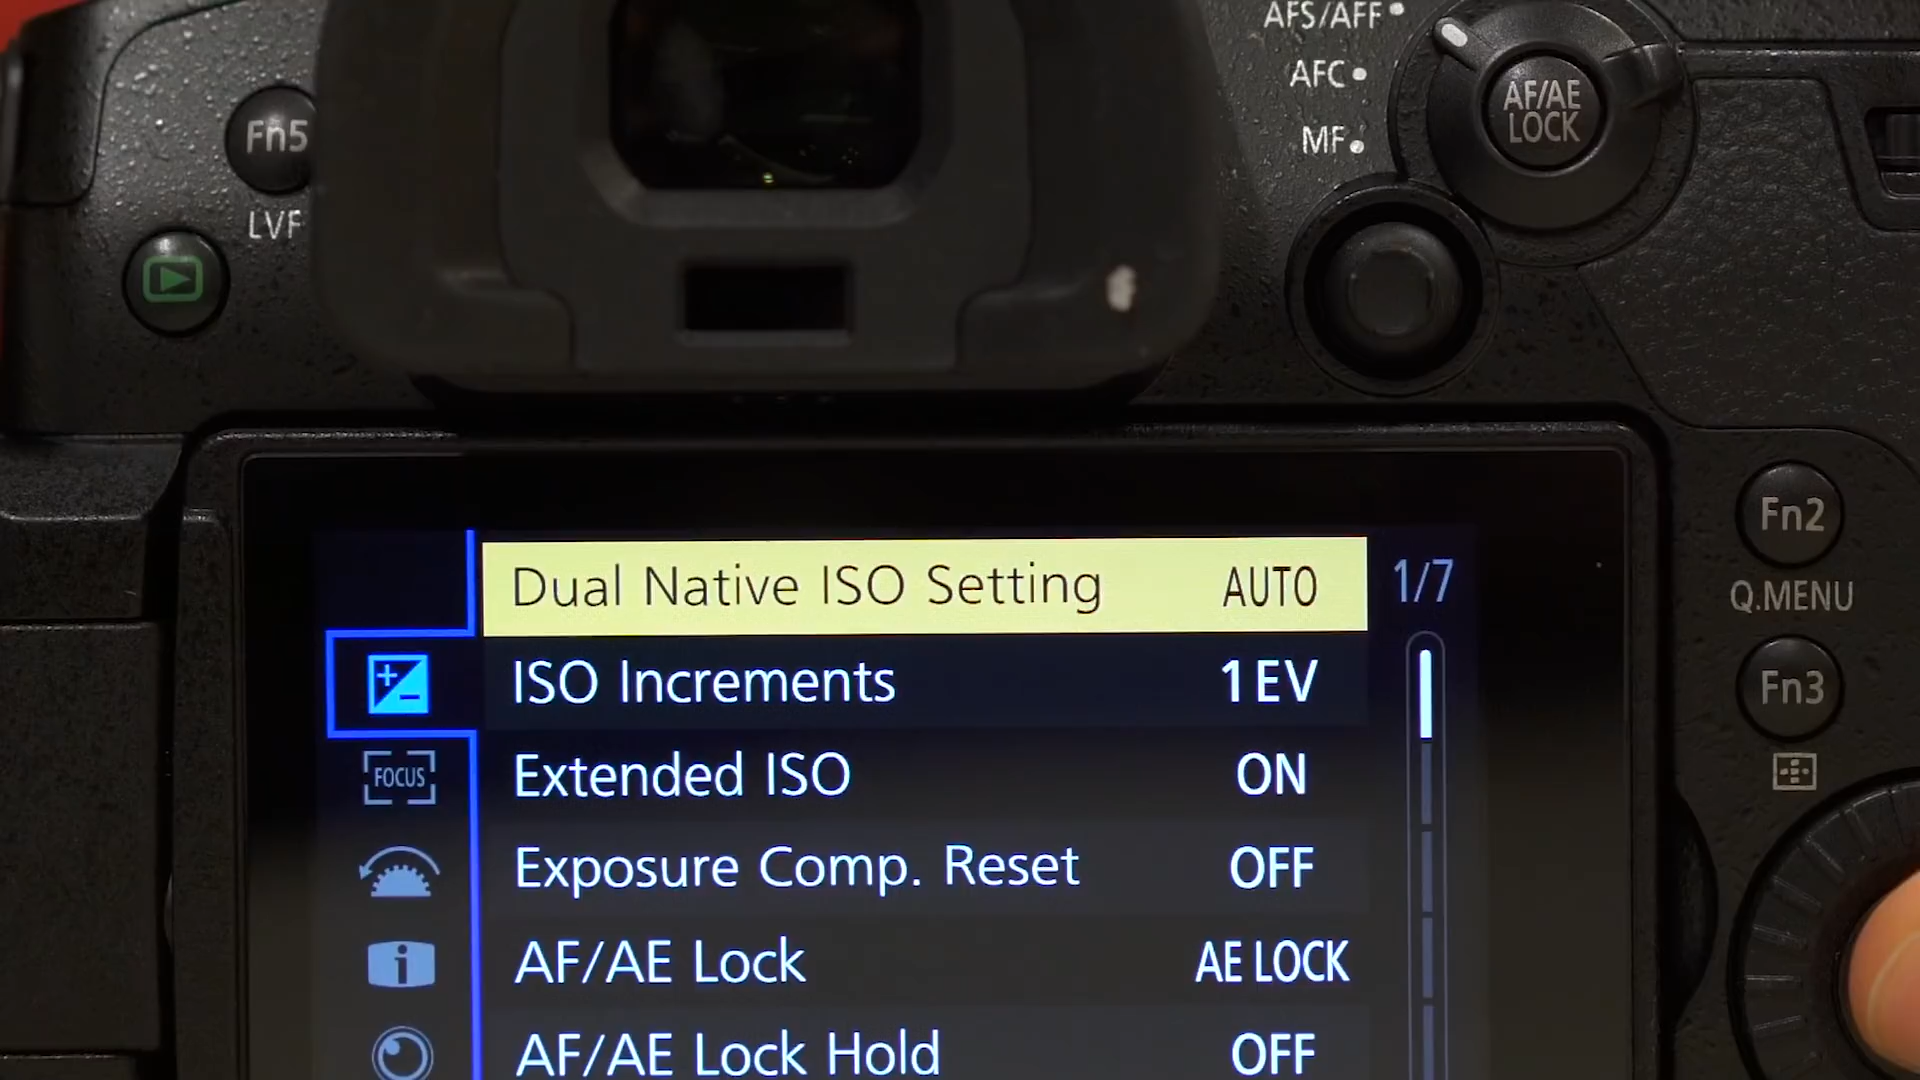 AFS/AFF
AFC
MF
AF/AE
LOCK
Fn5
LVF
Fn2
Q.MENU
Fn3
Dual Native ISO Setting AUTO 1/7
ISO Increments 1EV
FOCUS
Extended ISO ON
Exposure Comp. Reset OFF
AF/AE Lock AE LOCK
AF/AE Lock Hold OFF